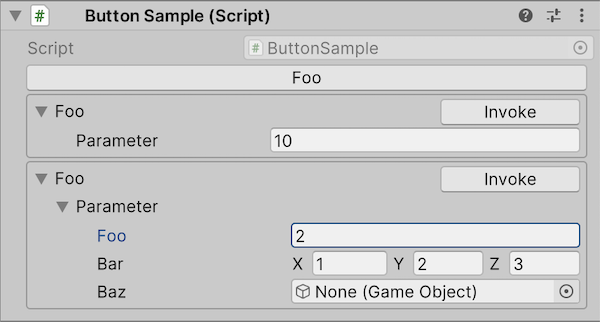 Button Sample (Script)
Script ButtonSample
Foo
Foo Invoke
Parameter 10
Foo Invoke
Parameter
Foo 2
Bar X 1 Y 2 Z 3
Baz None (Game Object)